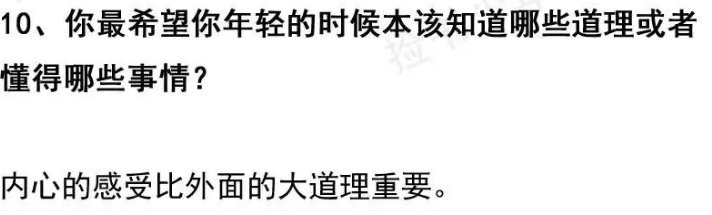 10、你最希望你年轻的时候本该知道哪些道理或者
懂得哪些事情？
内心的感受比外面的大道理重要。